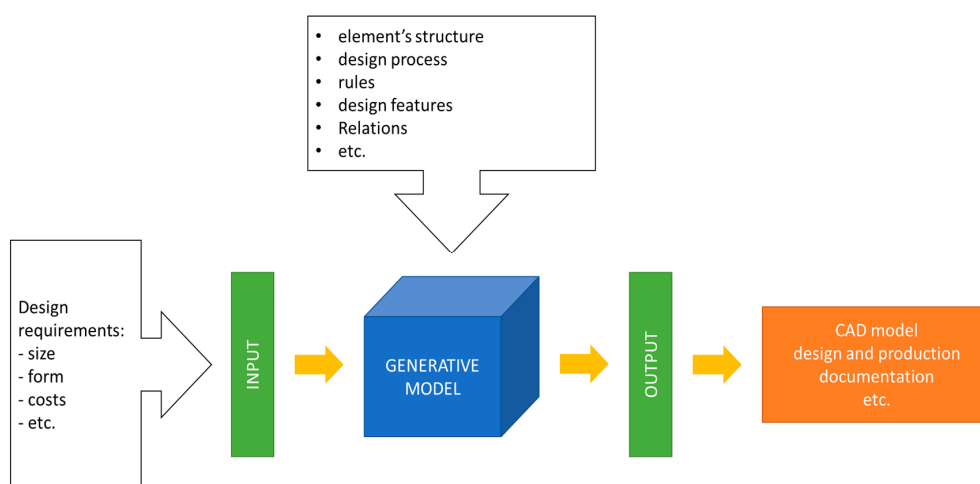 • element's structure
• design process
• rules
• design features
• Relations
• etc.
Design
requirements:
- size
- form
- costs
- etc.
INPUT
GENERATIVE
MODEL
OUTPUT
CAD model
design and production
documentation
etc.